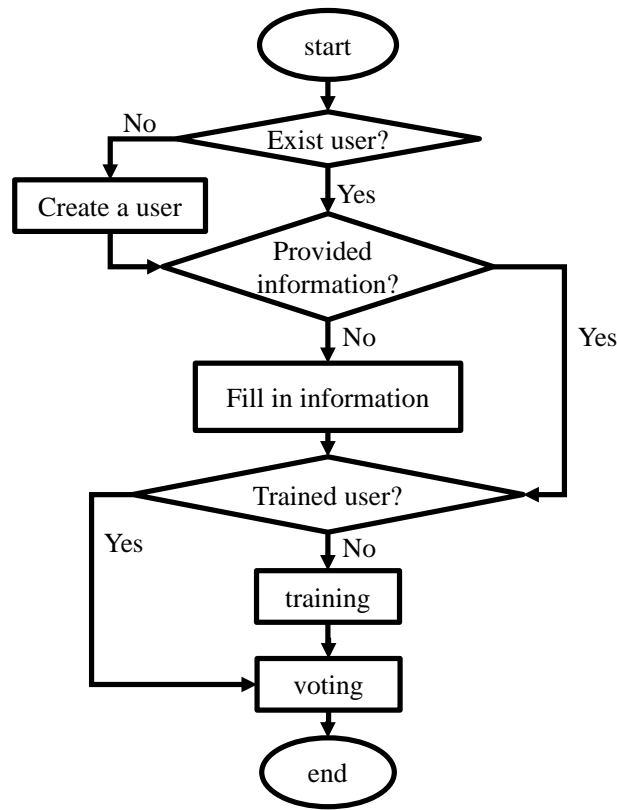 start
No
Exist user?
Create a user
Yes
Provided
information?
No
Yes
Fill in information
Trained user?
Yes
No
training
voting
end